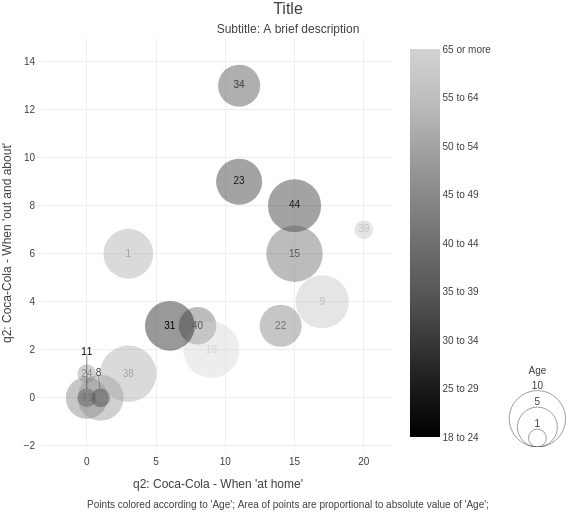 Title
Subtitle: A brief description
q2: Coca-Cola - When 'out and about'
14
12
10
8
6
4
2
0
−2
0
5
10
15
20
34
23
44
39
1
15
9
31
40
22
18
11
24
8
38
q2: Coca-Cola - When 'at home'
65 or more
55 to 64
50 to 54
45 to 49
40 to 44
35 to 39
30 to 34
25 to 29
18 to 24
Age
10
5
1
Points colored according to 'Age'; Area of points are proportional to absolute value of 'Age';